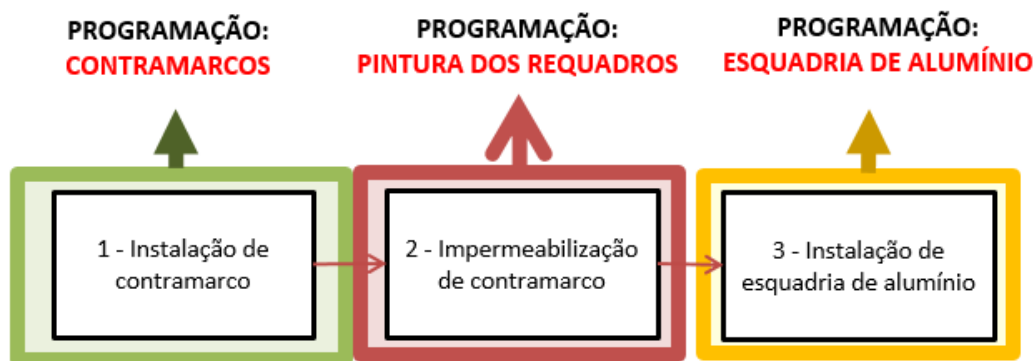 PROGRAMAÇÃO:
CONTRAMARCOS
PROGRAMAÇÃO:
PINTURA DOS REQUADROS
PROGRAMAÇÃO:
ESQUADRIA DE ALUMÍNIO
1 - Instalação de
contramarco
2 - Impermeabilização
de contramarco
3 - Instalação de
esquadria de alumínio